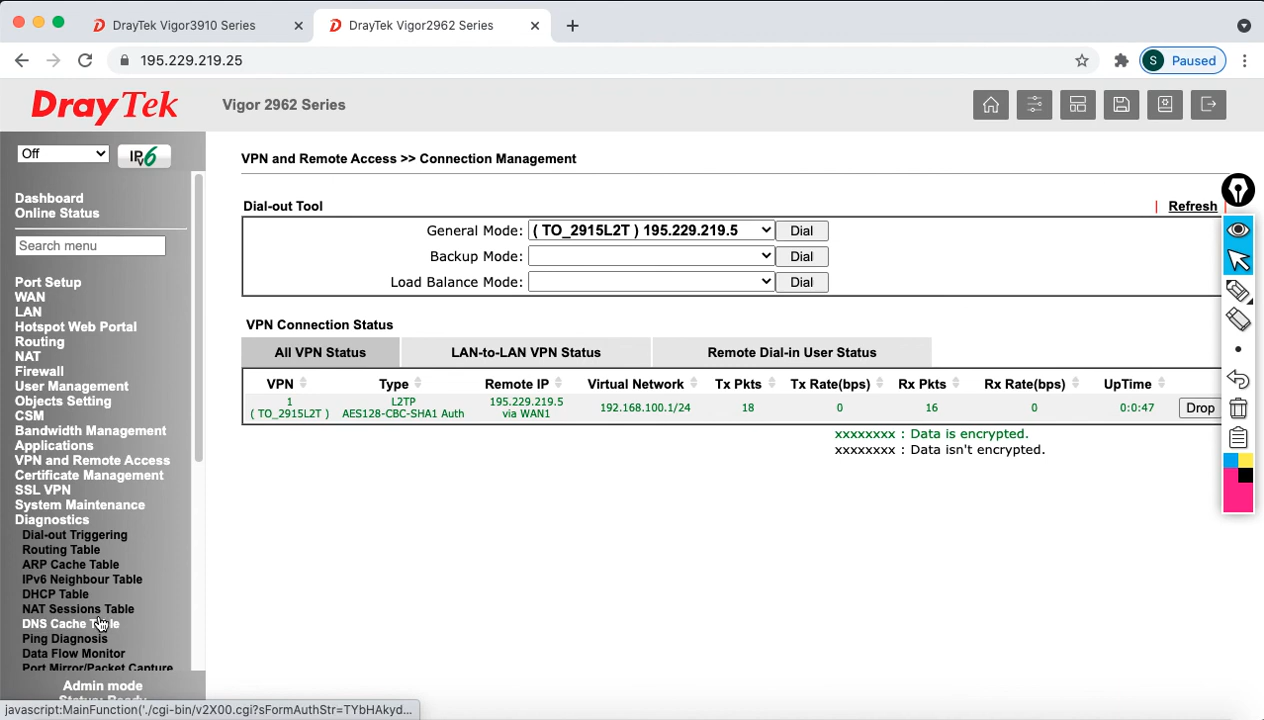 DrayTek Vigor3910 Series
DrayTek Vigor2962 Series
195.229.219.25
S Paused
DrayTek
Vigor 2962 Series
Off
IPv6
Dashboard
Online Status
Search menu
Port Setup
WAN
LAN
Hotspot Web Portal
Routing
NAT
Firewall
User Management
Objects Setting
CSM
Bandwidth Management
Applications
VPN and Remote Access
Certificate Management
SSL VPN
System Maintenance
Diagnostics
Dial-out Triggering
Routing Table
ARP Cache Table
IPv6 Neighbour Table
DHCP Table
NAT Sessions Table
DNS Cache Table
Ping Diagnosis
Data Flow Monitor
Port Mirror/Packet Capture
Admin mode
Status: Ready
VPN and Remote Access >> Connection Management
Dial-out Tool
| Refresh |
General Mode: ( TO_2915L2T ) 195.229.219.5 Dial
Backup Mode: Dial
Load Balance Mode: Dial
VPN Connection Status
All VPN Status LAN-to-LAN VPN Status Remote Dial-in User Status
VPN Type Remote IP Virtual Network Tx Pkts Tx Rate(bps) Rx Pkts Rx Rate(bps) UpTime
1 L2TP 195.229.219.5 192.168.100.1/24 18 0 16 0 0:0:47 Drop
( TO_2915L2T ) AES128-CBC-SHA1 Auth via WAN1
xxxxxxxx : Data is encrypted.
xxxxxxxx : Data isn't encrypted.
javascript:MainFunction('./cgi-bin/v2X00.cgi?sFormAuthStr=TYbHAkyd...